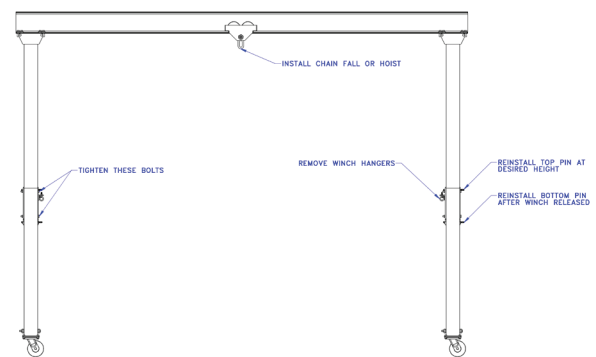 INSTALL CHAIN FALL OR HOIST
TIGHTEN THESE BOLTS
REMOVE WINCH HANGERS
REINSTALL TOP PIN AT
DESIRED HEIGHT
REINSTALL BOTTOM PIN
AFTER WINCH RELEASED